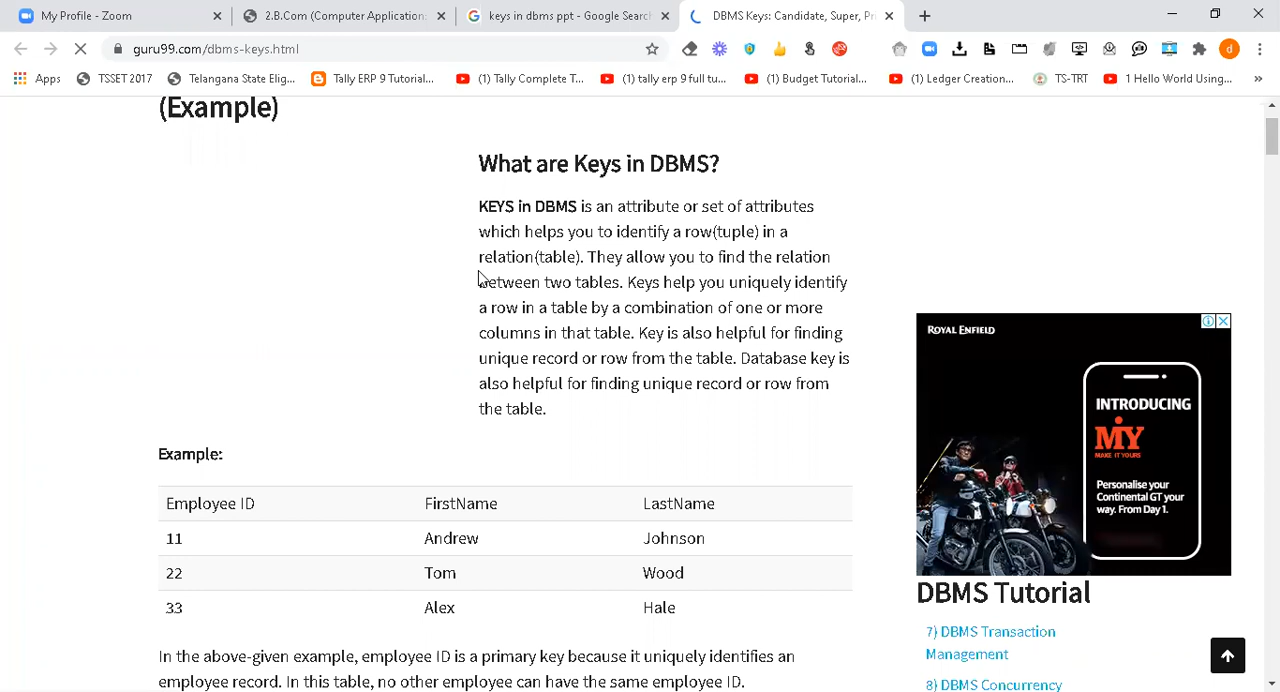 My Profile - Zoom
2.B.Com (Computer Application
keys in dbms ppt - Google Search
DBMS Keys: Candidate, Super, Pri
guru99.com/dbms-keys.html
d
Apps
TSSET 2017
Telangana State Elig...
Tally ERP 9 Tutorial...
(1) Tally Complete T...
(1) tally erp 9 full tu...
(1) Budget Tutorial...
(1) Ledger Creation...
TS-TRT
1 Hello World Using...
»
(Example)
What are Keys in DBMS?
KEYS in DBMS is an attribute or set of attributes
which helps you to identify a row(tuple) in a
relation(table). They allow you to find the relation
between two tables. Keys help you uniquely identify
a row in a table by a combination of one or more
columns in that table. Key is also helpful for finding
unique record or row from the table. Database key is
also helpful for finding unique record or row from
the table.
Example:
Employee ID FirstName LastName
11 Andrew Johnson
22 Tom Wood
33 Alex Hale
In the above-given example, employee ID is a primary key because it uniquely identifies an
employee record. In this table, no other employee can have the same employee ID.
ROYAL ENFIELD
INTRODUCING
MiY
MAKE IT YOURS
Personalise your
Continental GT your
way. From Day 1.
DBMS Tutorial
7) DBMS Transaction
Management
8) DBMS Concurrency